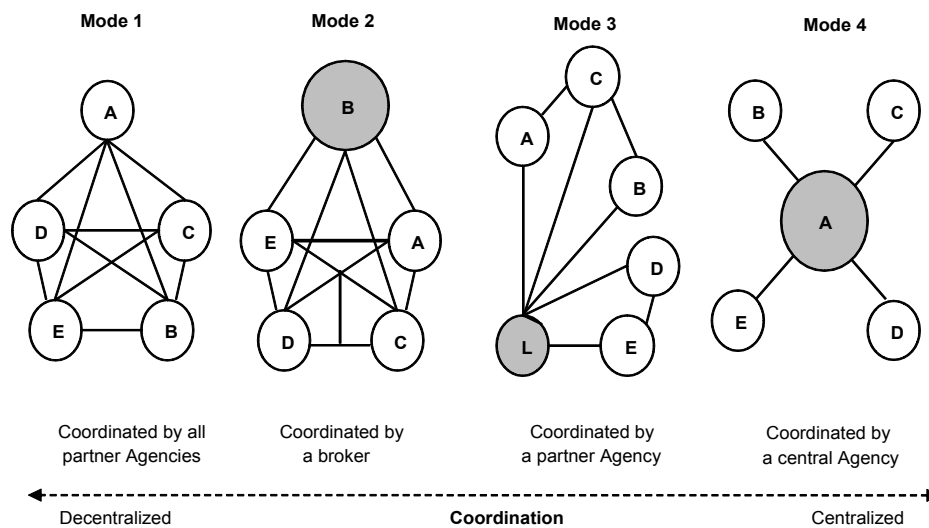 Mode 1
Mode 2
Mode 3
Mode 4
A
D
C
E
B
B
E
A
D
C
C
A
B
D
L
E
B
C
A
E
D
Coordinated by all
partner Agencies
Coordinated by
a broker
Coordinated by
a partner Agency
Coordinated by
a central Agency
Decentralized
Coordination
Centralized